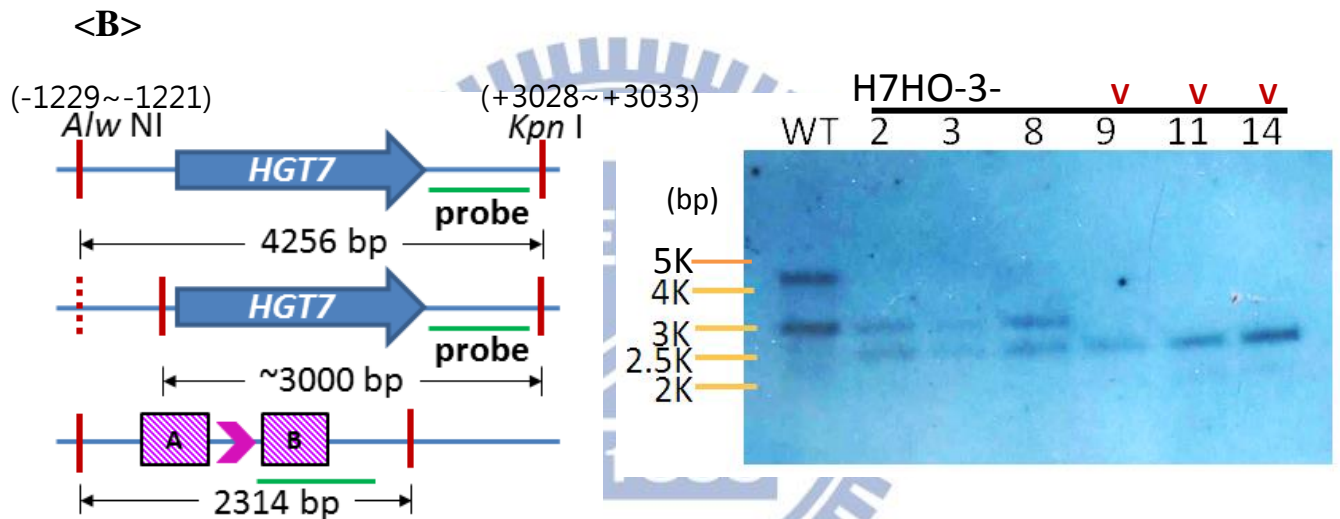 <B>
(-1229~-1221)
(+3028~+3033)
Alw NI
Kpn I
HGT7
probe
4256 bp
HGT7
probe
~3000 bp
A
B
2314 bp
H7HO-3-
v v v
WT 2 3 8 9 11 14
(bp)
5K
4K
3K
2.5K
2K